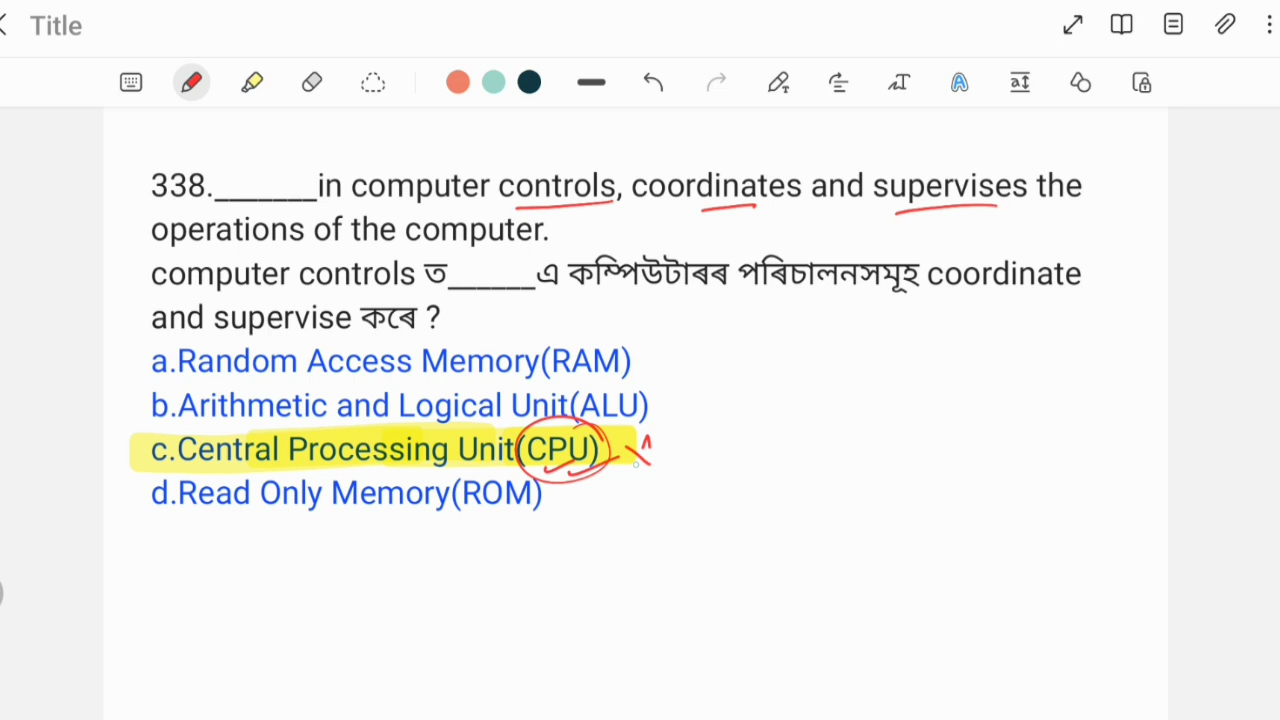 Title
338.______in computer controls, coordinates and supervises the
operations of the computer.
computer controls ত______এ কম্পিউটাৰৰ পৰিচালনসমূহ coordinate
and supervise কৰে ?
a.Random Access Memory(RAM)
b.Arithmetic and Logical Unit(ALU)
c.Central Processing Unit(CPU)
d.Read Only Memory(ROM)